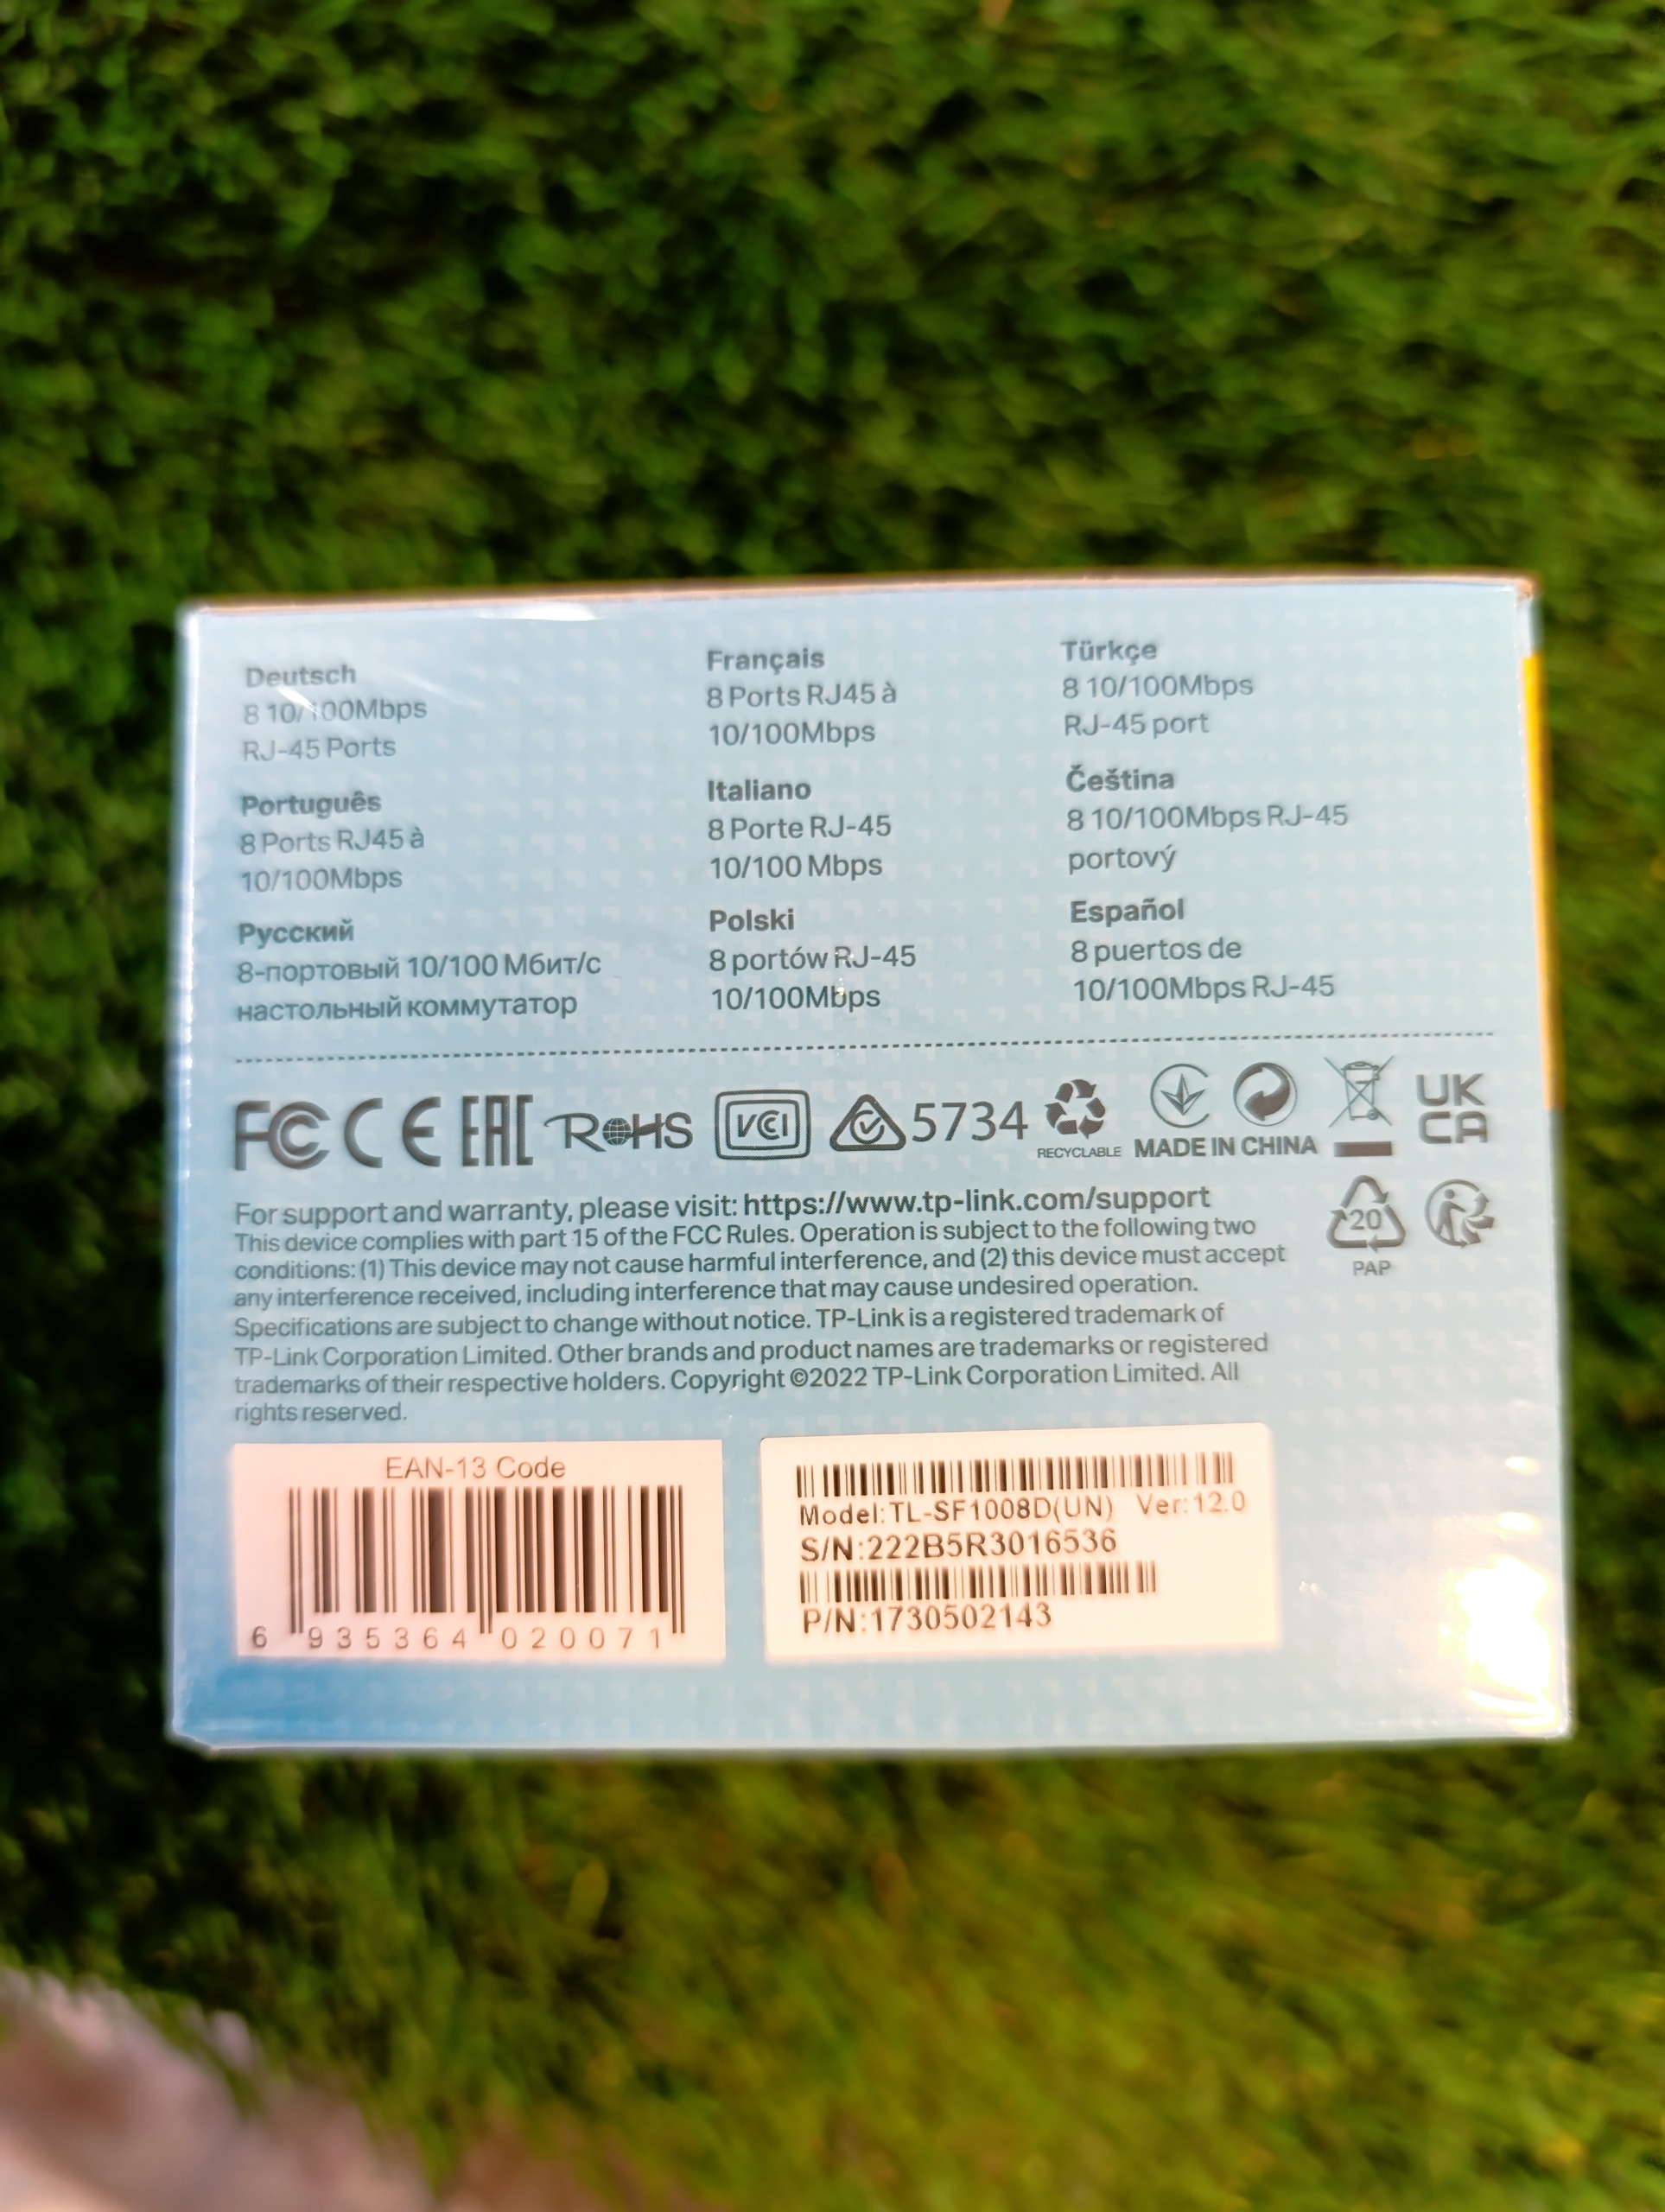 Deutsch
8 10/100Mbps
RJ-45 Ports
Português
8 Ports RJ45 à
10/100Mbps
Русский
8-портовый 10/100 Мбит/с
настольный коммутатор
Français
8 Ports RJ45 à
10/100Mbps
Italiano
8 Porte RJ-45
10/100 Mbps
Polski
8 portów RJ-45
10/100Mbps
Türkçe
8 10/100Mbps
RJ-45 port
Čeština
8 10/100Mbps RJ-45
portový
Español
8 puertos de
10/100Mbps RJ-45
FC CE EAC RoHS VCI 5734
RECYCLABLE
MADE IN CHINA
UK
CA
20
PAP
For support and warranty, please visit: https://www.tp-link.com/support
This device complies with part 15 of the FCC Rules. Operation is subject to the following two
conditions: (1) This device may not cause harmful interference, and (2) this device must accept
any interference received, including interference that may cause undesired operation.
Specifications are subject to change without notice. TP-Link is a registered trademark of
TP-Link Corporation Limited. Other brands and product names are trademarks or registered
trademarks of their respective holders. Copyright ©2022 TP-Link Corporation Limited. All
rights reserved.
EAN-13 Code
6 935364 020071
Model:TL-SF1008D(UN) Ver:12.0
S/N:222B5R3016536
P/N:1730502143